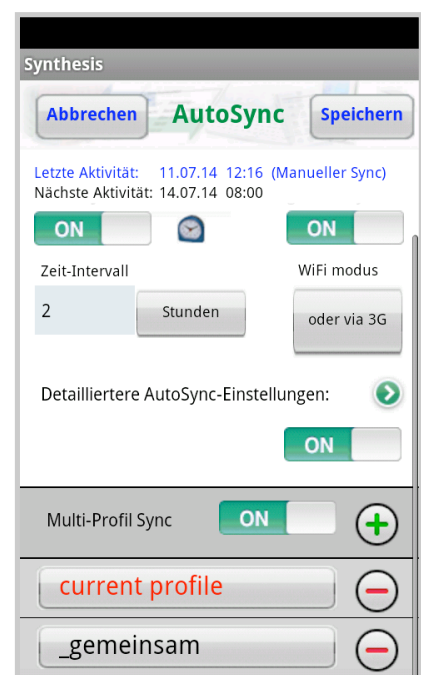 Synthesis
Abbrechen AutoSync Speichern
Letzte Aktivität: 11.07.14 12:16 (Manueller Sync)
Nächste Aktivität: 14.07.14 08:00
ON ON
Zeit-Intervall WiFi modus
2 Stunden oder via 3G
Detailliertere AutoSync-Einstellungen:
ON
Multi-Profil Sync ON
current profile
_gemeinsam